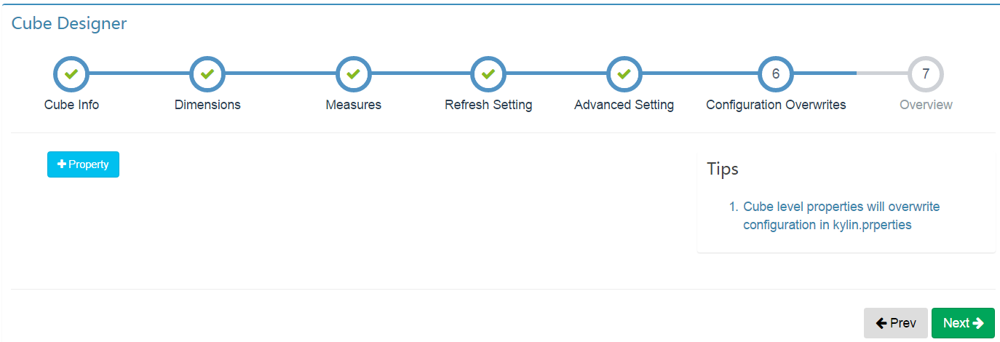 Cube Designer
6
7
Cube Info
Dimensions
Measures
Refresh Setting
Advanced Setting
Configuration Overwrites
Overview
Property
Tips
1. Cube level properties will overwrite
configuration in kylin.prperties
Prev
Next